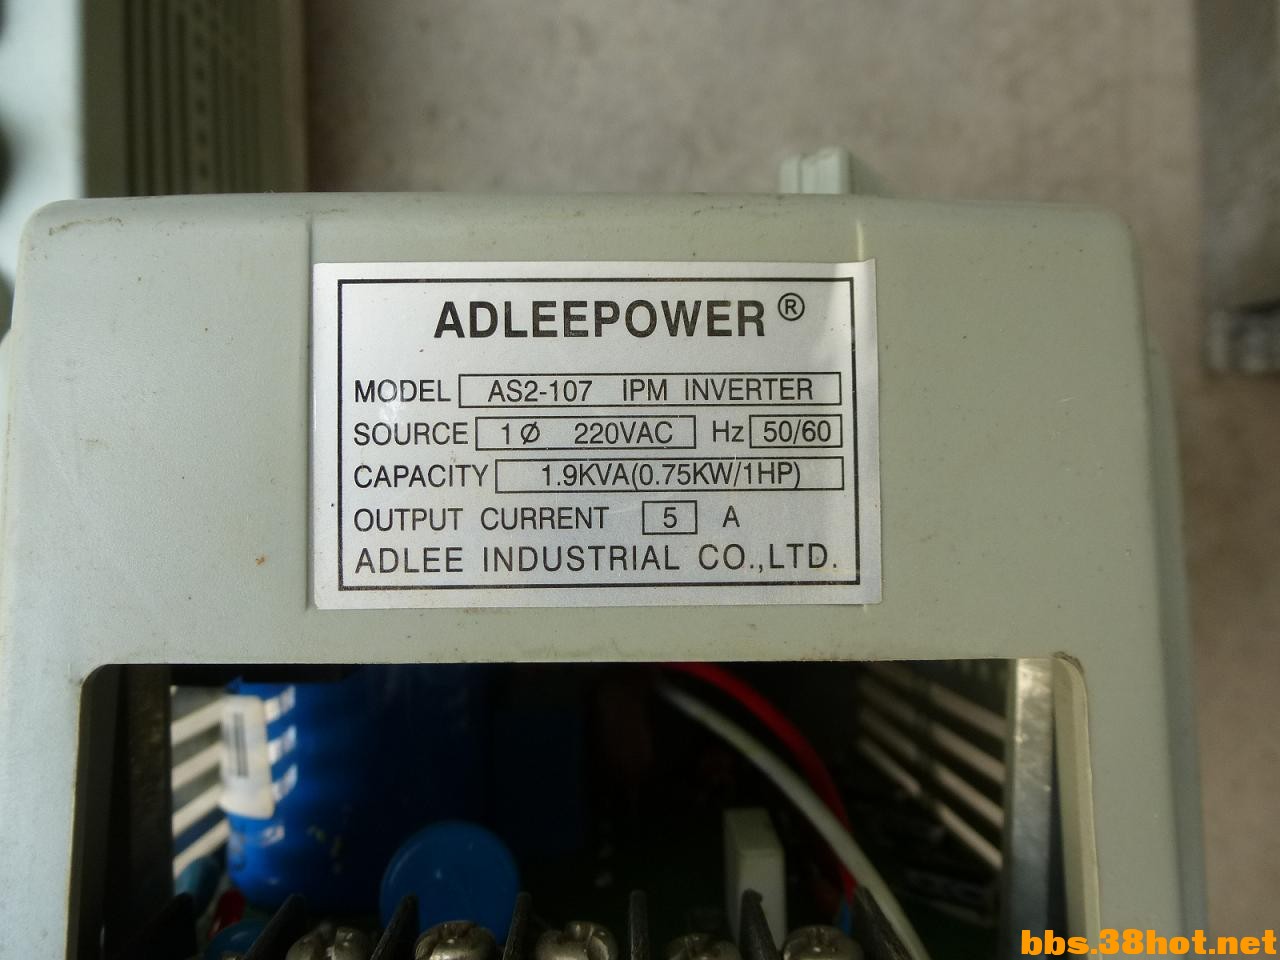 ADLEEPOWER®
MODEL AS2-107 IPM INVERTER
SOURCE 1Ø 220VAC Hz 50/60
CAPACITY 1.9KVA(0.75KW/1HP)
OUTPUT CURRENT 5 A
ADLEE INDUSTRIAL CO.,LTD.
bbs.38hot.net